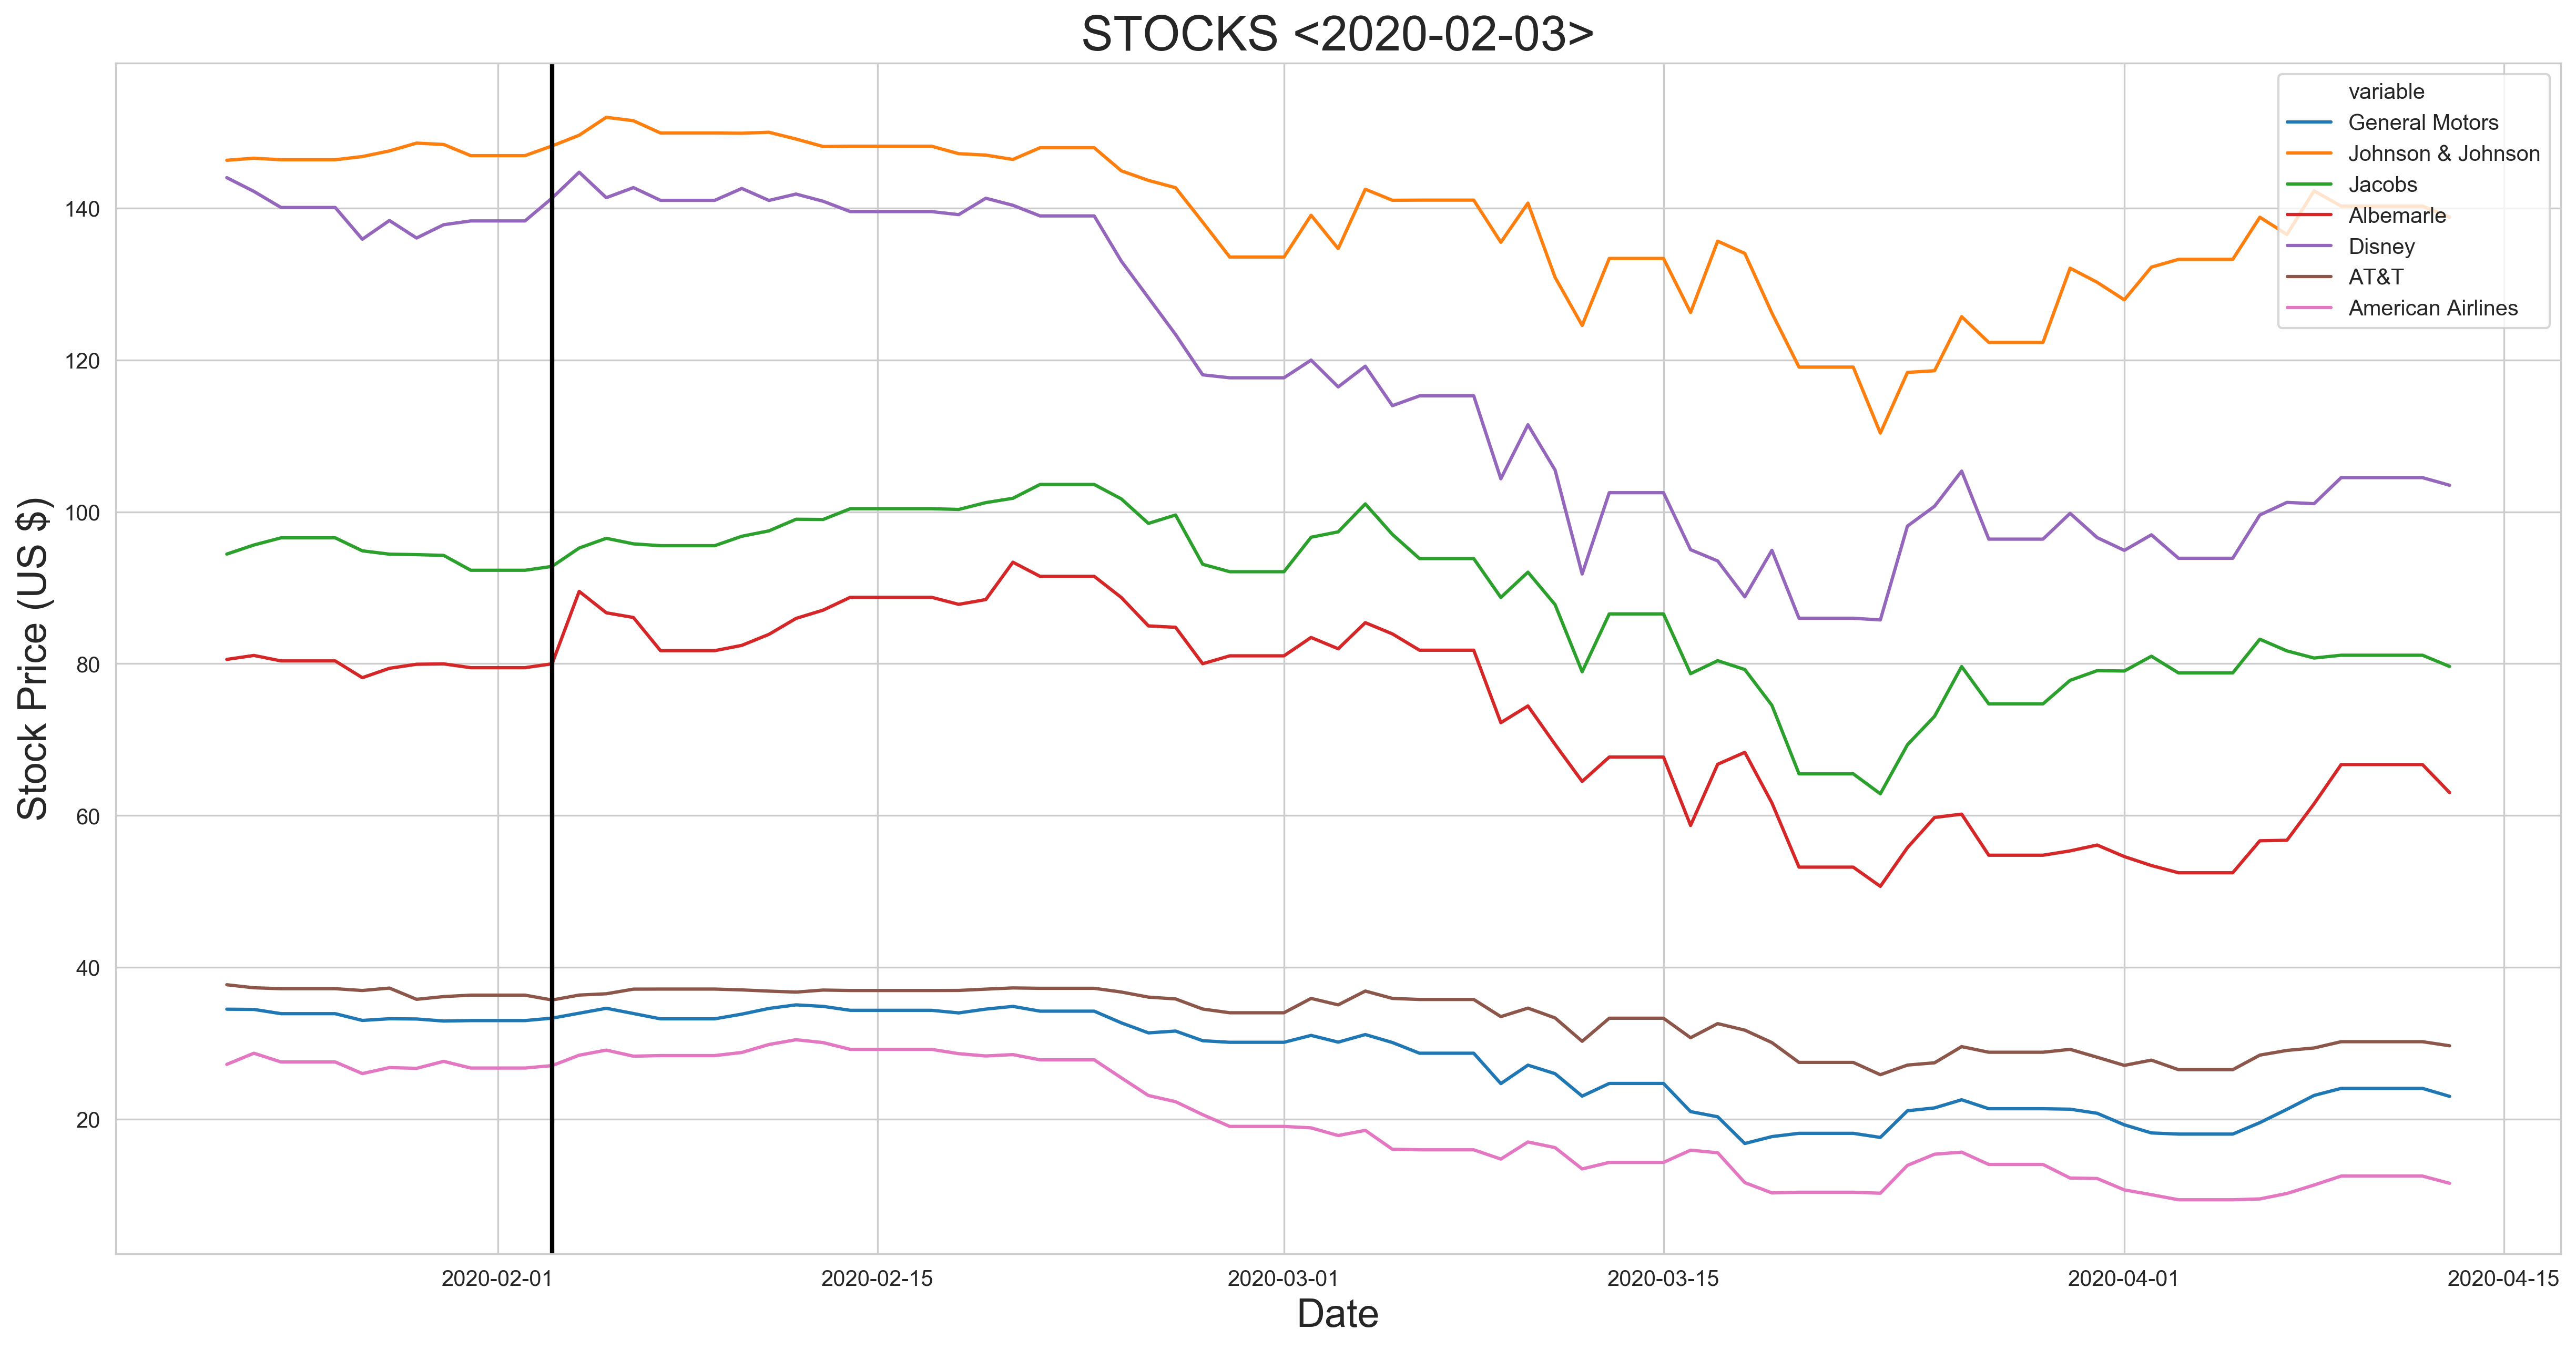 STOCKS <2020-02-03>
variable
General Motors
Johnson & Johnson
Jacobs
Albemarle
Disney
AT&T
American Airlines
Stock Price (US $)
140
120
100
80
60
40
20
2020-02-01
2020-02-15
2020-03-01
2020-03-15
2020-04-01
2020-04-15
Date